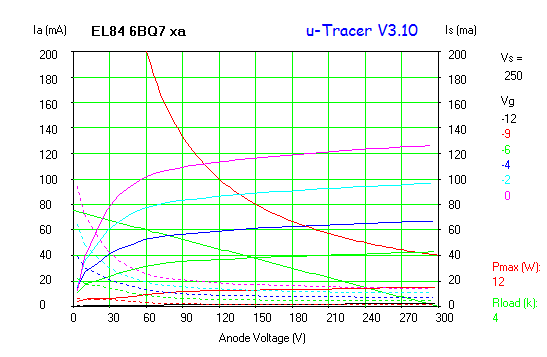 Ia (mA) EL84 6BQ7 xa u-Tracer V3.10 Is (ma)
200 200
180 180
160 160
140 140
120 120
100 100
80 80
60 60
40 40
20 20
0 0
0 30 60 90 120 150 180 210 240 270 300
Anode Voltage (V)
Vs =
250
Vg
-12
-9
-6
-4
-2
0
Pmax (W):
12
Rload (k):
4